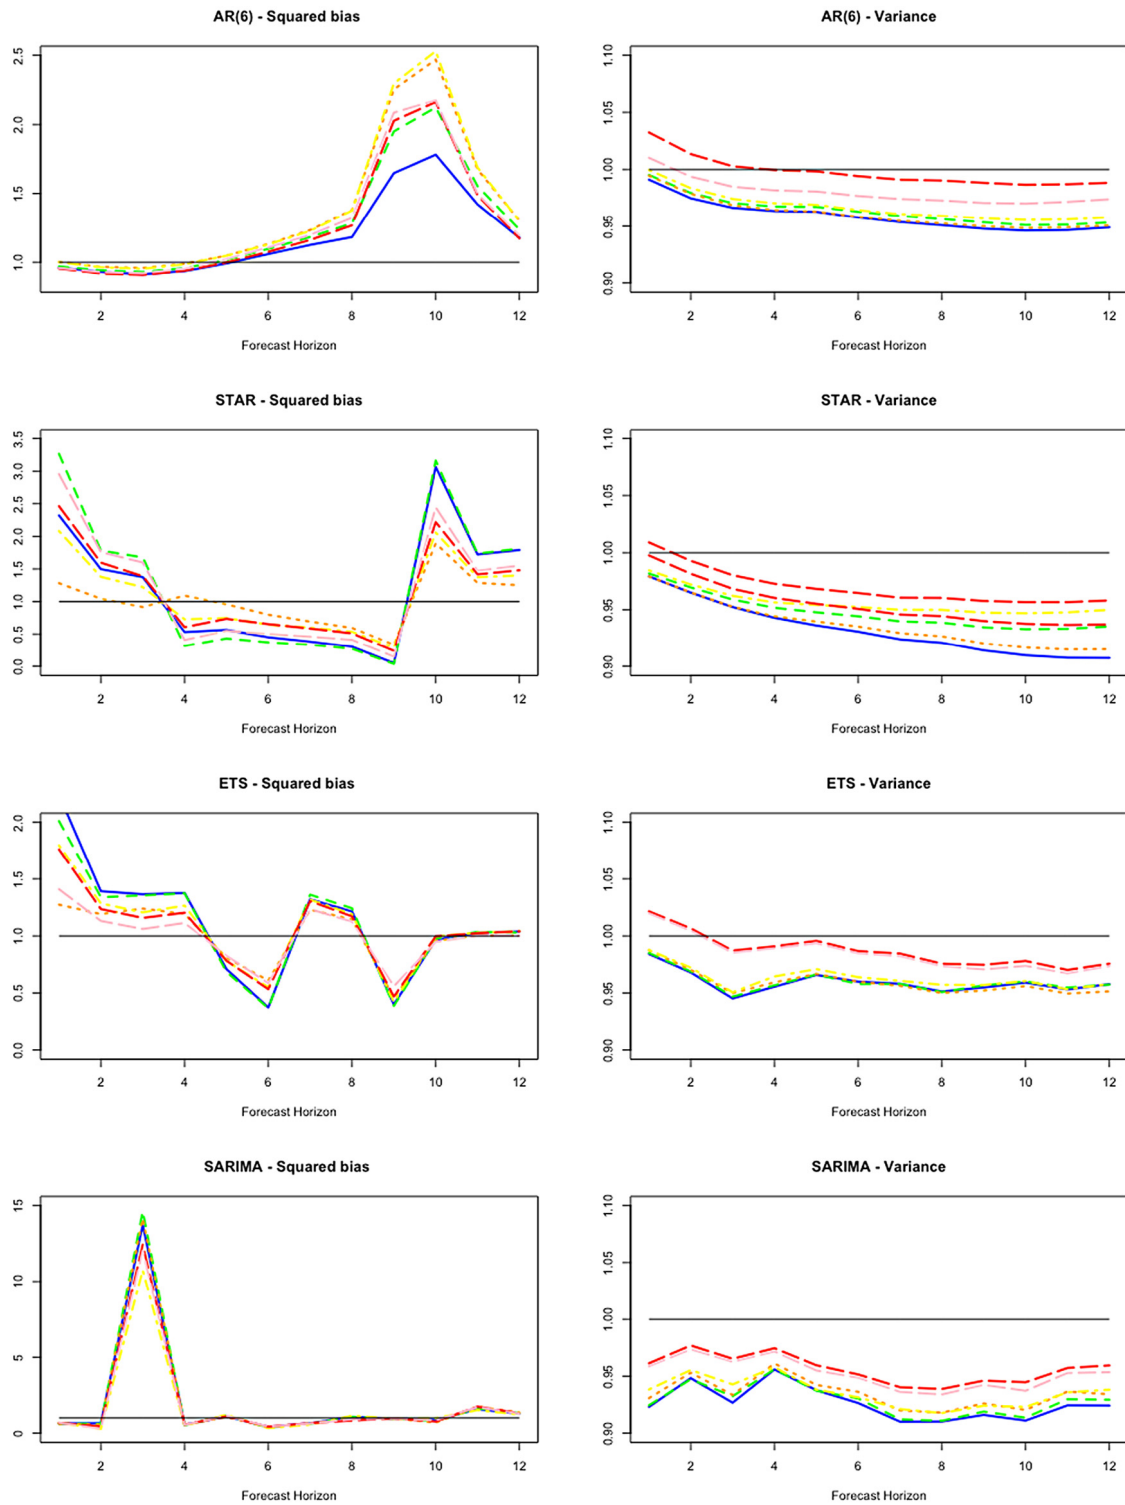 AR(6) - Squared bias
2.5
2.0
1.5
1.0
2 4 6 8 10 12
Forecast Horizon
AR(6) - Variance
1.10
1.05
1.00
0.95
0.90
2 4 6 8 10 12
Forecast Horizon
STAR - Squared bias
3.5
3.0
2.5
2.0
1.5
1.0
0.5
0.0
2 4 6 8 10 12
Forecast Horizon
STAR - Variance
1.10
1.05
1.00
0.95
0.90
2 4 6 8 10 12
Forecast Horizon
ETS - Squared bias
2.0
1.5
1.0
0.5
0.0
2 4 6 8 10 12
Forecast Horizon
ETS - Variance
1.10
1.05
1.00
0.95
0.90
2 4 6 8 10 12
Forecast Horizon
SARIMA - Squared bias
15
10
5
0
2 4 6 8 10 12
Forecast Horizon
SARIMA - Variance
1.10
1.05
1.00
0.95
0.90
2 4 6 8 10 12
Forecast Horizon